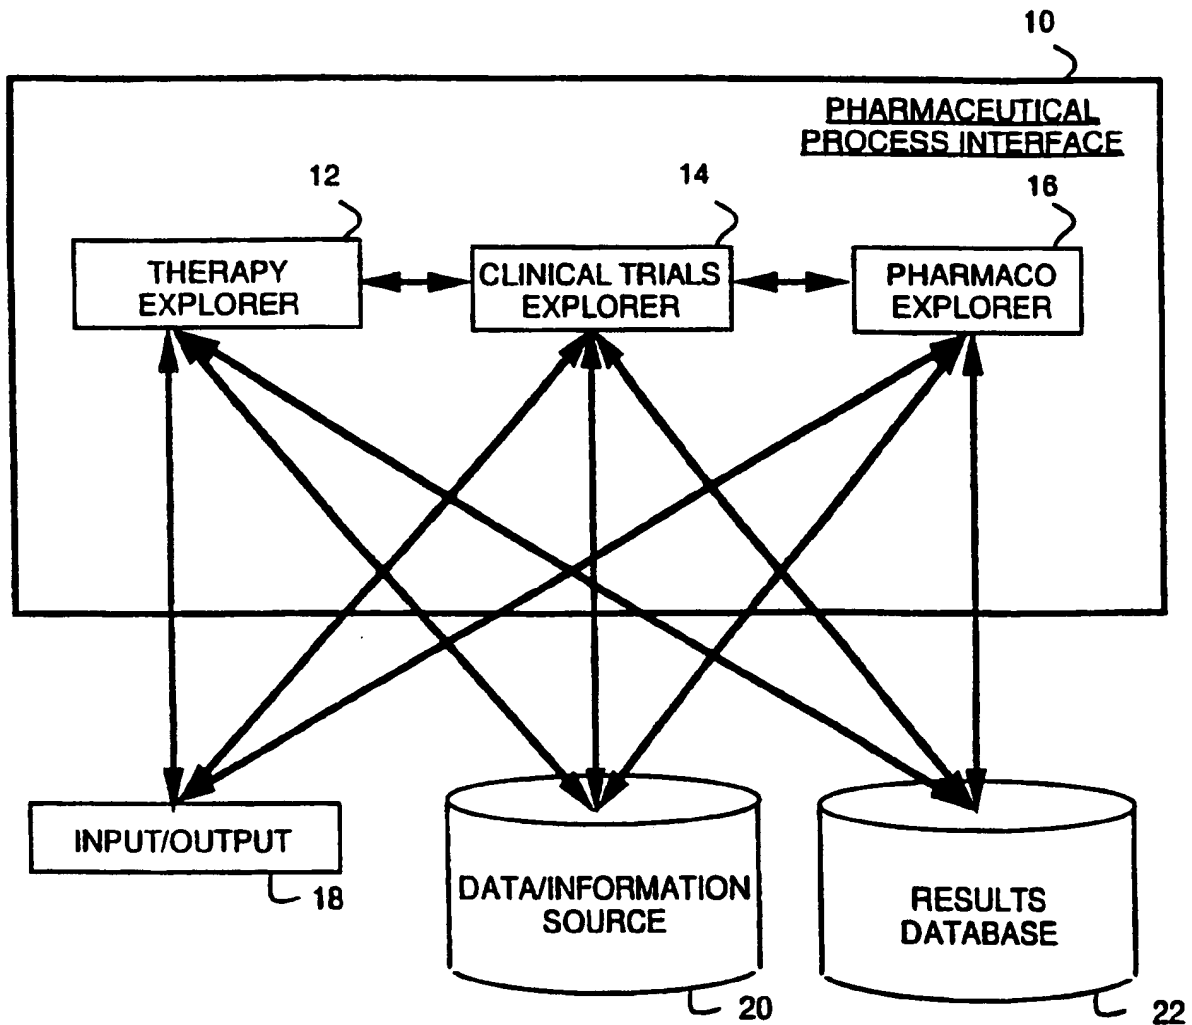 10
PHARMACEUTICAL
PROCESS INTERFACE
12
14
16
THERAPY
EXPLORER
CLINICAL TRIALS
EXPLORER
PHARMACO
EXPLORER
INPUT/OUTPUT
18
DATA/INFORMATION
SOURCE
20
RESULTS
DATABASE
22